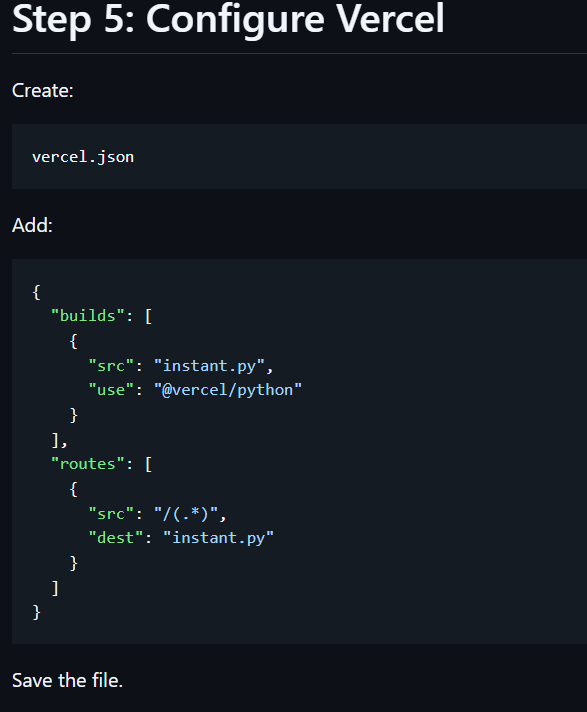 Step 5: Configure Vercel
Create:
vercel.json
Add:
{
  "builds": [
    {
      "src": "instant.py",
      "use": "@vercel/python"
    }
  ],
  "routes": [
    {
      "src": "/(.*)",
      "dest": "instant.py"
    }
  ]
}
Save the file.